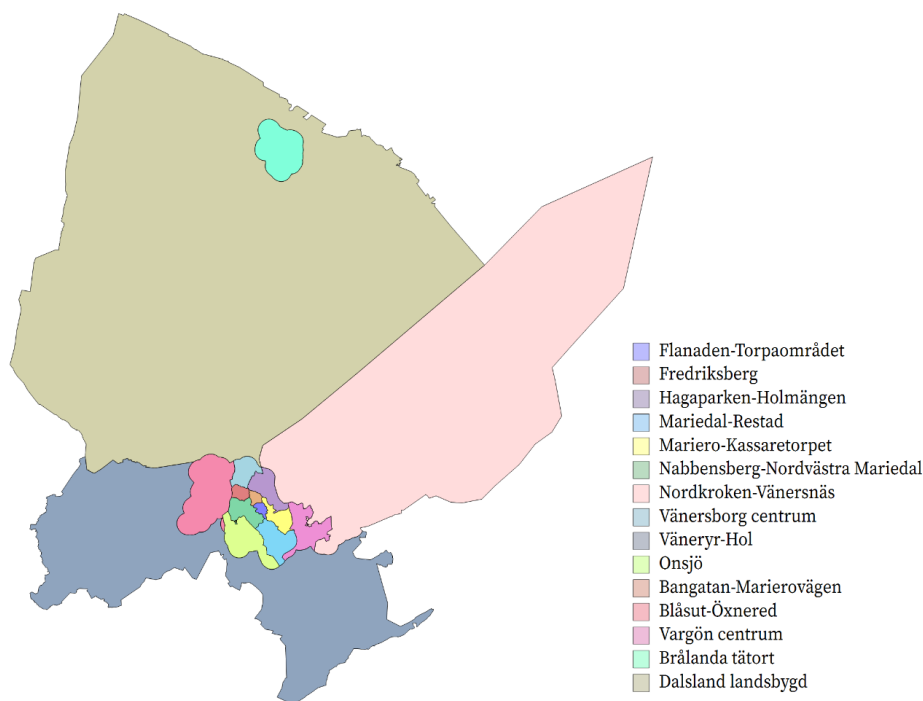 Flanaden-Torpaområdet
Fredriksberg
Hagaparken-Holmängen
Mariedal-Restad
Mariero-Kassaretorpet
Nabbensberg-Nordvästra Mariedal
Nordkroken-Vänersnäs
Vänersborg centrum
Väneryr-Hol
Onsjö
Bangatan-Marierovägen
Blåsut-Öxnered
Vargön centrum
Brålanda tätort
Dalsland landsbygd